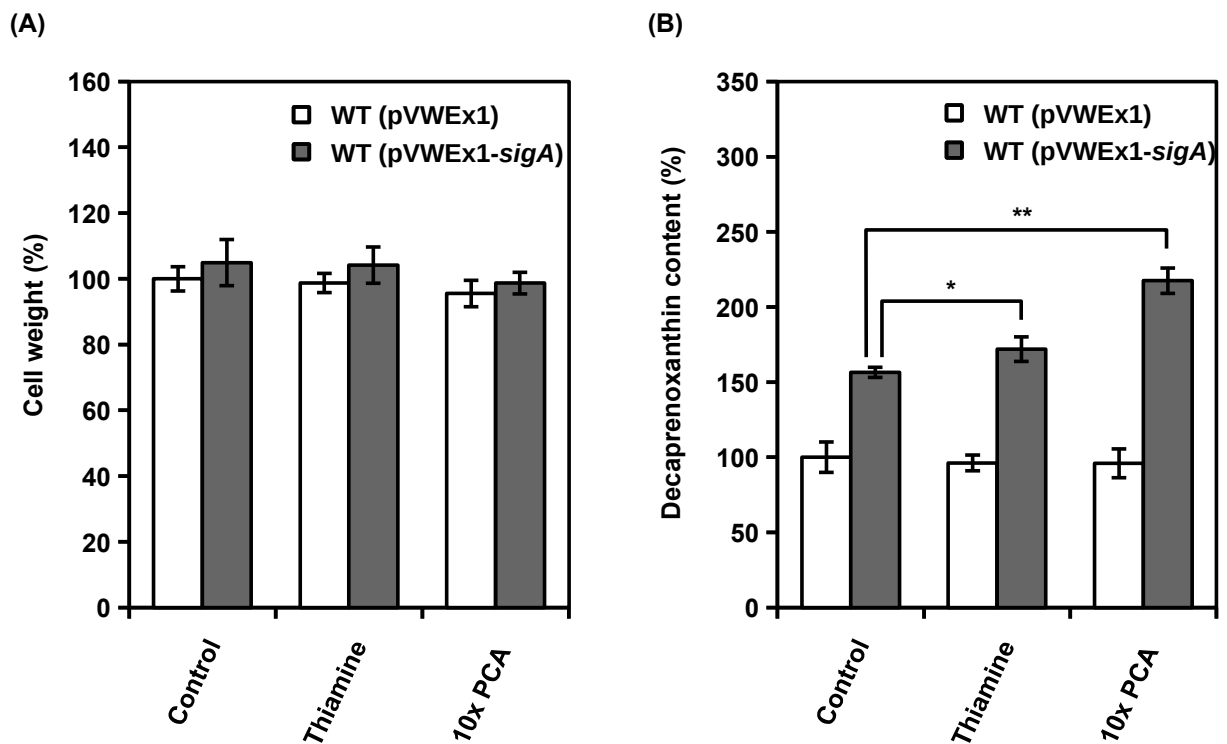 (A)
Cell weight (%)
160
140
120
100
80
60
40
20
0
WT (pVWEx1)
WT (pVWEx1-sigA)
Control
Thiamine
10x PCA
(B)
Decaprenoxanthin content (%)
350
300
250
200
150
100
50
0
WT (pVWEx1)
WT (pVWEx1-sigA)
**
*
Control
Thiamine
10x PCA